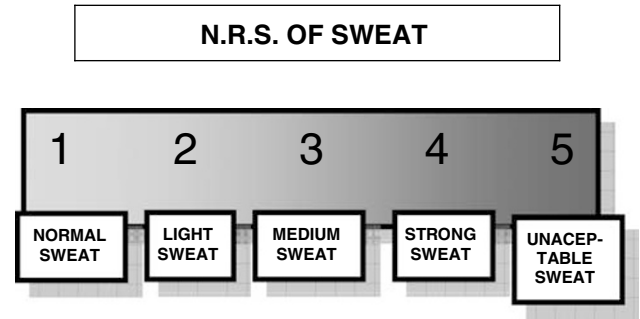 N.R.S. OF SWEAT
1 2 3 4 5
NORMAL
SWEAT
LIGHT
SWEAT
MEDIUM
SWEAT
STRONG
SWEAT
UNACEP-
TABLE
SWEAT